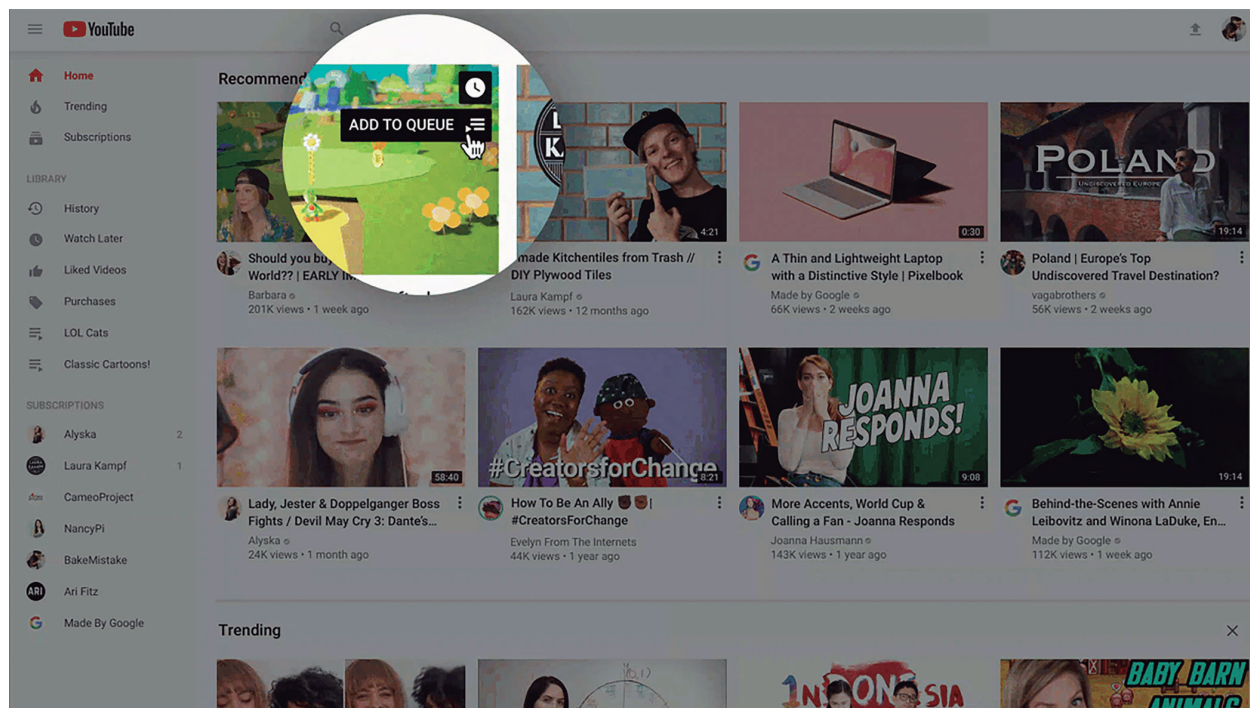 YouTube
Home
Trending
Subscriptions
LIBRARY
History
Watch Later
Liked Videos
Purchases
LOL Cats
Classic Cartoons!
SUBSCRIPTIONS
Alyska 2
Laura Kampf 1
CameoProject
NancyPi
BakeMistake
ARI Ari Fitz
Made By Google
Recommend
ADD TO QUEUE
4:21
0:30
POLAND
UNDISCOVERED EUROPE
19:14
Should you buy
World?? | EARLY
Barbara
201K views • 1 week ago
made Kitchentiles from Trash //
DIY Plywood Tiles
Laura Kampf
162K views • 12 months ago
A Thin and Lightweight Laptop
with a Distinctive Style | Pixelbook
Made by Google
66K views • 2 weeks ago
Poland | Europe's Top
Undiscovered Travel Destination?
vagabrothers
56K views • 2 weeks ago
58:40
#CreatorsforChange
8:21
JOANNA
RESPONDS!
9:08
19:14
Lady, Jester & Doppelganger Boss
Fights / Devil May Cry 3: Dante's...
Alyska
24K views • 1 month ago
How To Be An Ally ✊🏿✊🏽 |
#CreatorsForChange
Evelyn From The Internets
44K views • 1 year ago
More Accents, World Cup &
Calling a Fan - Joanna Responds
Joanna Hausmann
143K views • 1 year ago
Behind-the-Scenes with Annie
Leibovitz and Winona LaDuke, En...
Made by Google
112K views • 1 week ago
Trending
INDONESIA
BABY BARN
ANIMALS